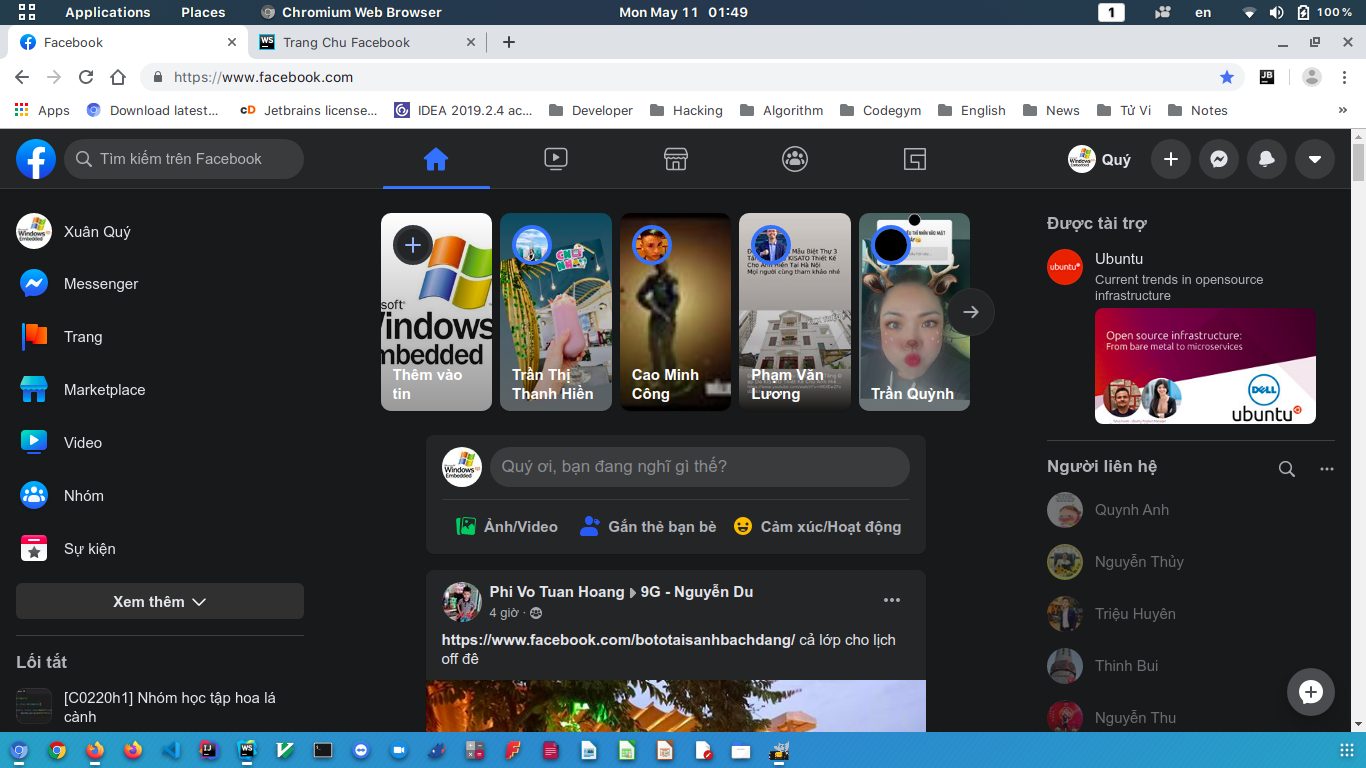 Applications Places Chromium Web Browser Mon May 11 01:49 1 en 100 %
Facebook Trang Chu Facebook
https://www.facebook.com
Apps Download latest... Jetbrains license... IDEA 2019.2.4 ac... Developer Hacking Algorithm Codegym English News Tử Vi Notes »
Tìm kiếm trên Facebook
Quý
Xuân Quý
Messenger
Trang
Marketplace
Video
Nhóm
Sự kiện
Xem thêm
Lối tắt
[C0220h1] Nhóm học tập hoa lá
cành
Windows
Embedded
Thêm vào
tin
Trần Thị
Thanh Hiền
Cao Minh
Công
Phạm Văn
Lương
Trần Quỳnh
Quý ơi, bạn đang nghĩ gì thế?
Ảnh/Video Gắn thẻ bạn bè Cảm xúc/Hoạt động
Phi Vo Tuan Hoang 9G - Nguyễn Du
4 giờ ·
https://www.facebook.com/bototaisanhbachdang/ cả lớp cho lịch
off đê
Được tài trợ
Ubuntu
Current trends in opensource
infrastructure
Open source infrastructure:
From bare metal to microservices
DELL
ubuntu
Người liên hệ
Quynh Anh
Nguyễn Thủy
Triệu Huyên
Thinh Bui
Nguyễn Thu